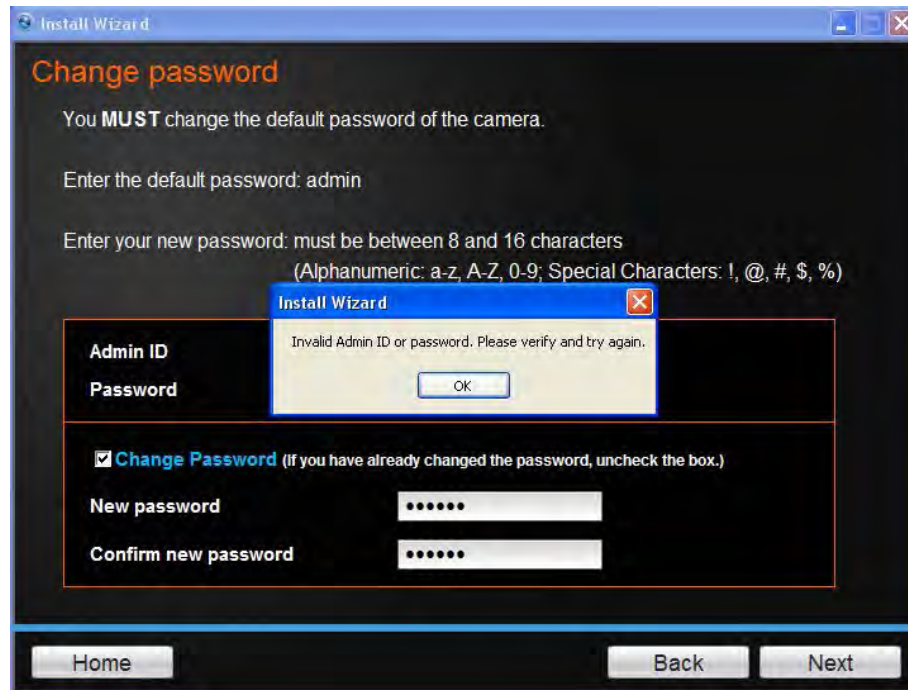 Install Wizard
Change password
You MUST change the default password of the camera.
Enter the default password: admin
Enter your new password: must be between 8 and 16 characters
(Alphanumeric: a-z, A-Z, 0-9; Special Characters: !, @, #, $, %)
Install Wizard
Invalid Admin ID or password. Please verify and try again.
OK
Admin ID
Password
Change Password (If you have already changed the password, uncheck the box.)
New password ••••••
Confirm new password ••••••
Home Back Next